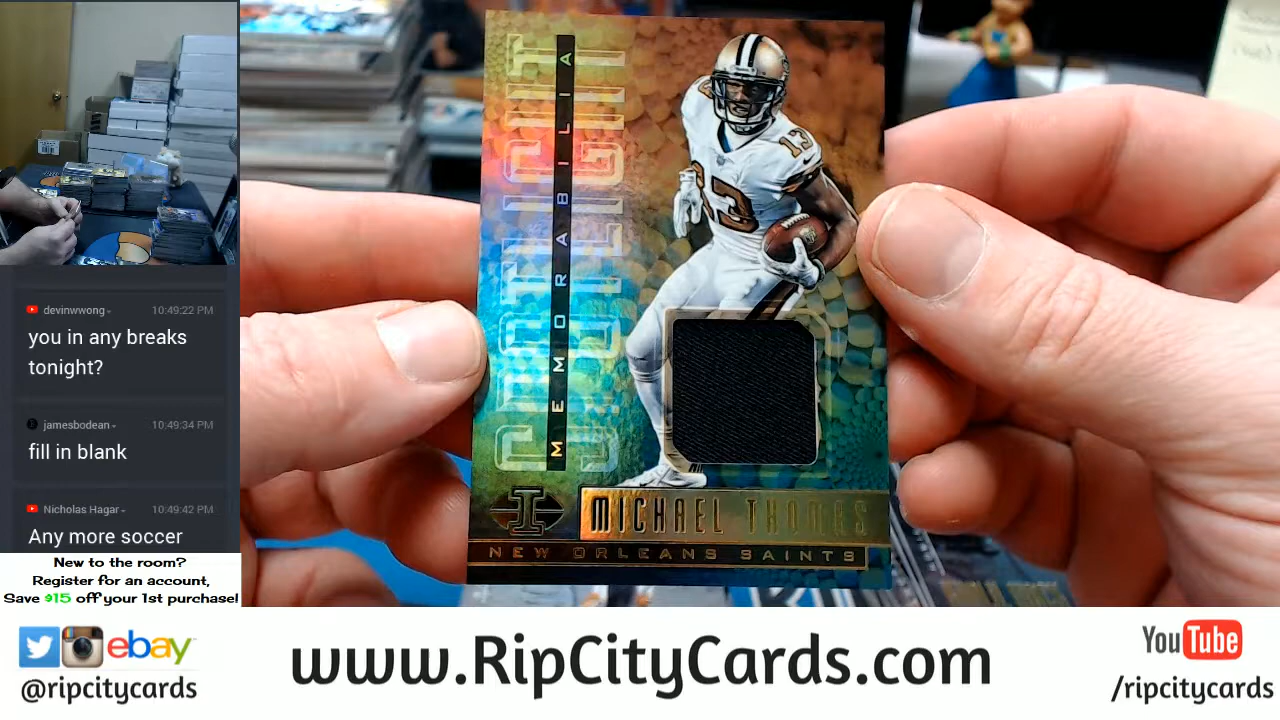 devinwwong
10:49:22 PM
you in any breaks
tonight?
jamesbodean
10:49:34 PM
fill in blank
Nicholas Hagar
10:49:42 PM
Any more soccer
New to the room?
Register for an account,
Save $15 off your 1st purchase!
SPOTLIGHT
MEMORABILIA
13
13
I
MICHAEL THOMAS
NEW ORLEANS SAINTS
ebay
@ripcitycards
www.RipCityCards.com
YouTube
/ripcitycards